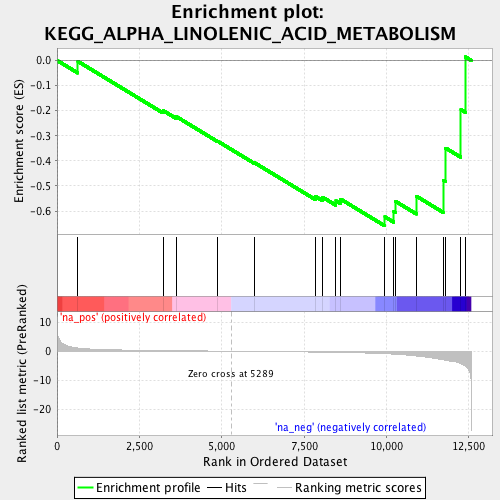 Enrichment plot:
KEGG_ALPHA_LINOLENIC_ACID_METABOLISM
Enrichment score (ES)
0.0
-0.1
-0.2
-0.3
-0.4
-0.5
-0.6
'na_pos' (positively correlated)
Ranked list metric (PreRanked)
10
5
0
-5
-10
-15
-20
Zero cross at 5289
'na_neg' (negatively correlated)
0
2,500
5,000
7,500
10,000
12,500
Rank in Ordered Dataset
Enrichment profile
Hits
Ranking metric scores